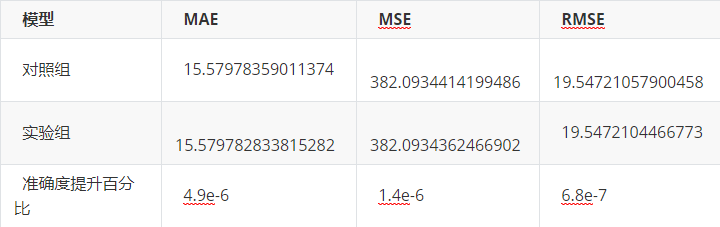 模型 MAE MSE RMSE
对照组 15.57978359011374 382.0934414199486 19.54721057900458
实验组 15.579782833815282 382.0934362466902 19.5472104466773
准确度提升百分
比 4.9e-6 1.4e-6 6.8e-7